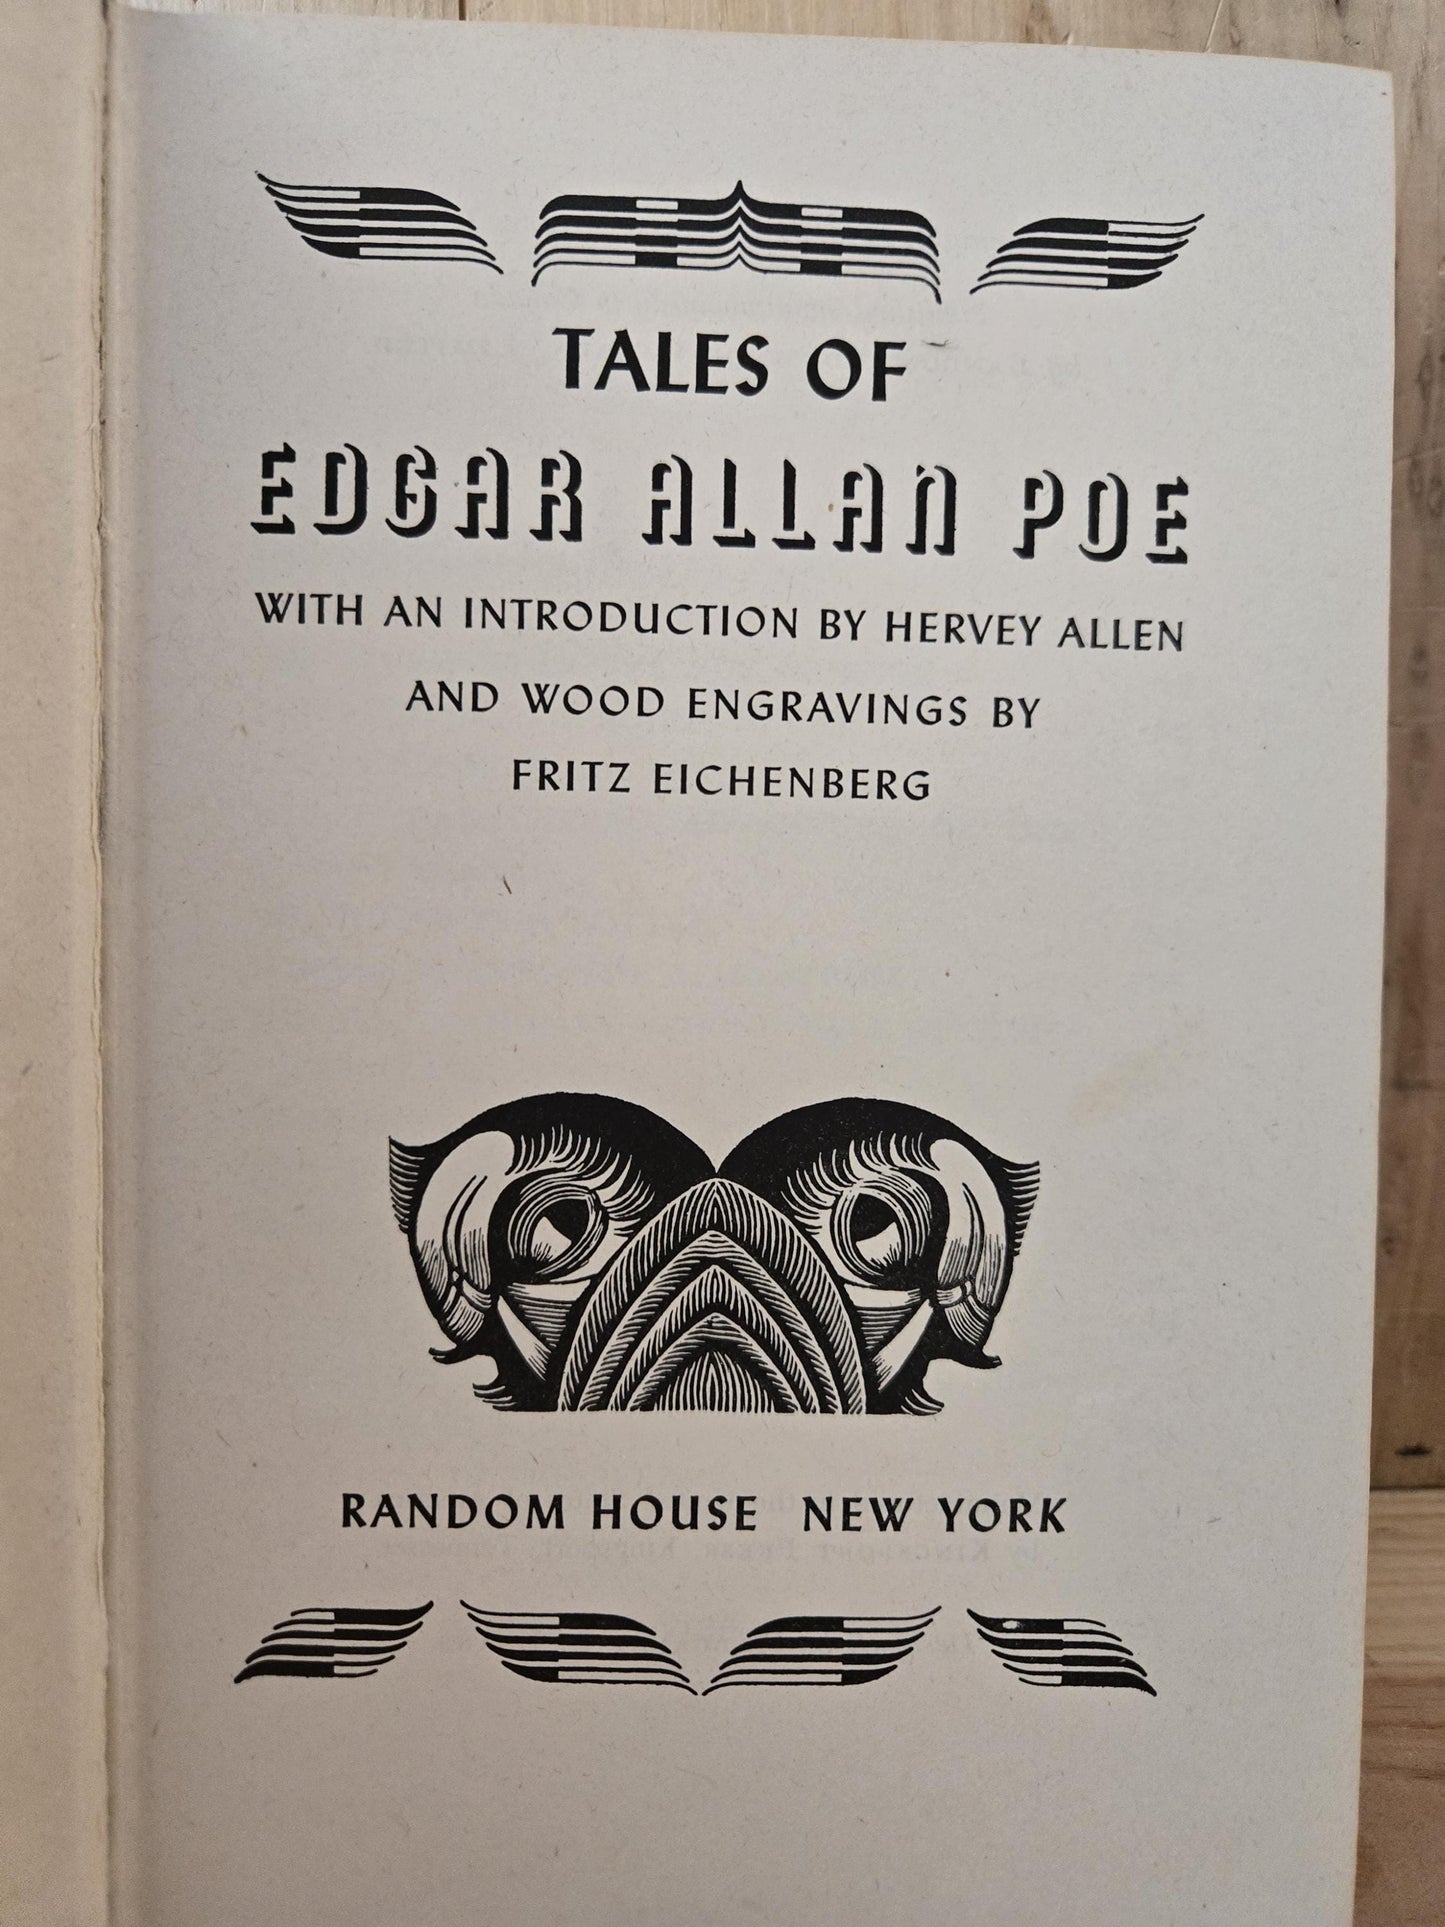 TALES OF
EDGAR ALLAN POE
WITH AN INTRODUCTION BY HERVEY ALLEN
AND WOOD ENGRAVINGS BY
FRITZ EICHENBERG
RANDOM HOUSE NEW YORK